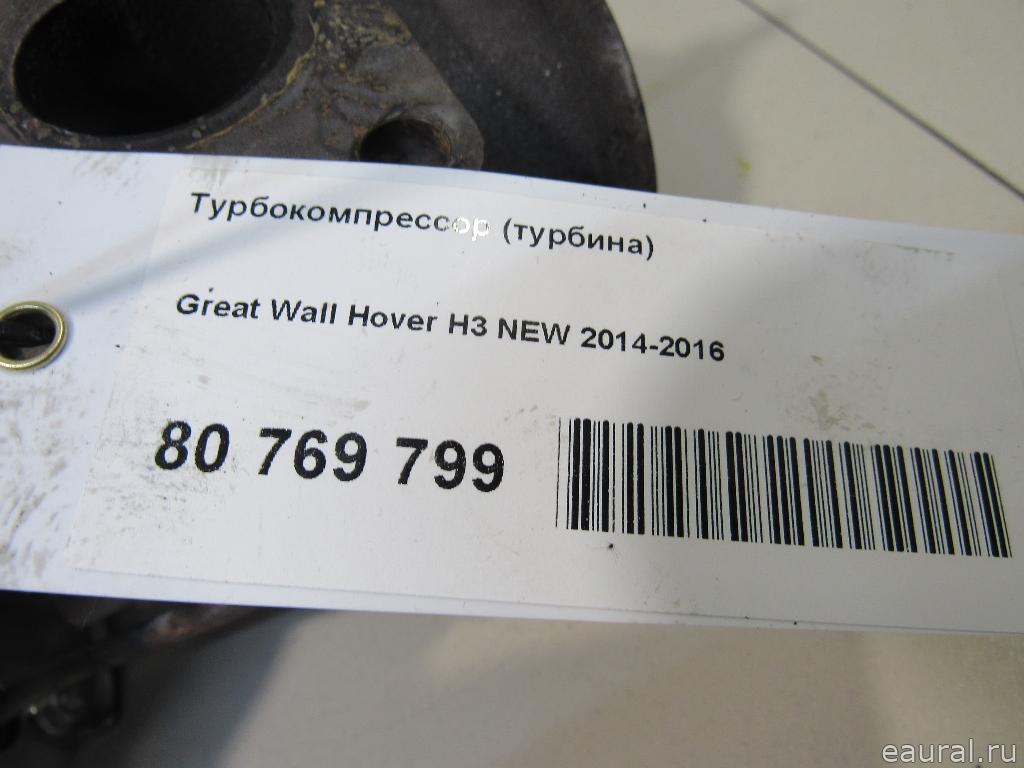 Турбокомпрессор (турбина)
Great Wall Hover H3 NEW 2014-2016
80 769 799
eaural.ru